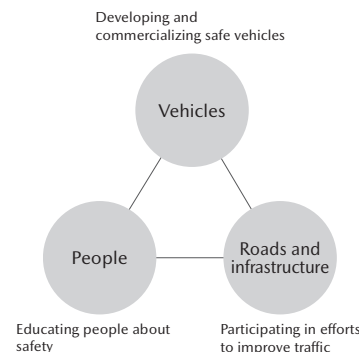 Developing and
commercializing safe vehicles
Vehicles
People
Roads and
infrastructure
Educating people about
safety
Participating in efforts
to improve traffic